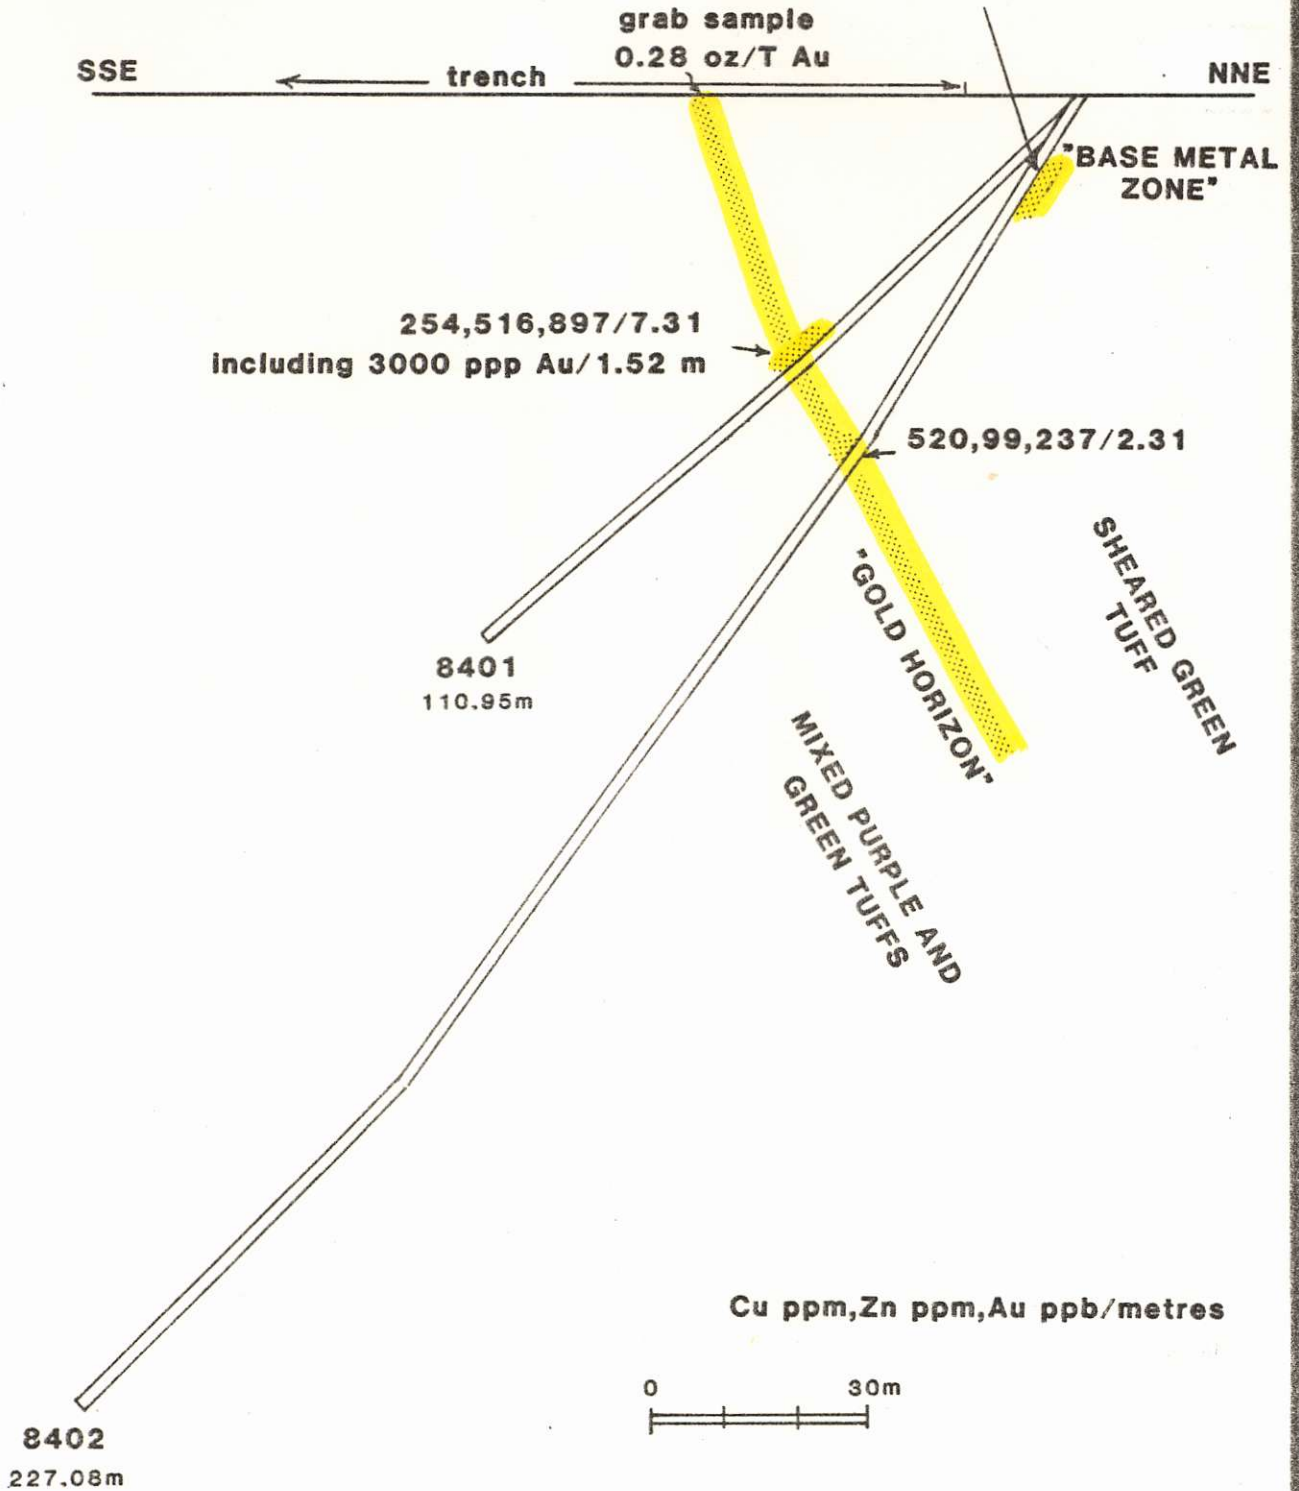 grab sample
0.28 oz/T Au
SSE
trench
NNE
"BASE METAL
ZONE"
254,516,897/7.31
including 3000 ppp Au/1.52 m
520,99,237/2.31
SHEARED GREEN
TUFF
"GOLD HORIZON"
8401
110.95m
MIXED PURPLE AND
GREEN TUFFS
Cu ppm,Zn ppm,Au ppb/metres
0 30m
8402
227.08m